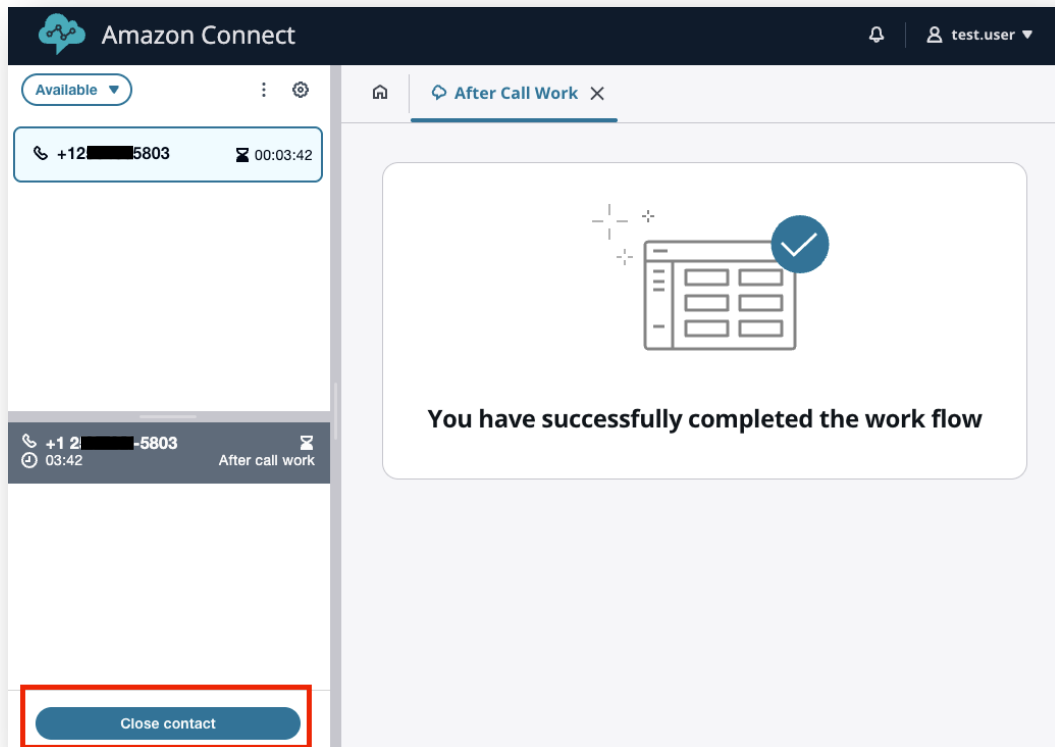 Amazon Connect
test.user
Available
After Call Work
+12 5803 00:03:42
You have successfully completed the work flow
+1 2 -5803
03:42 After call work
Close contact